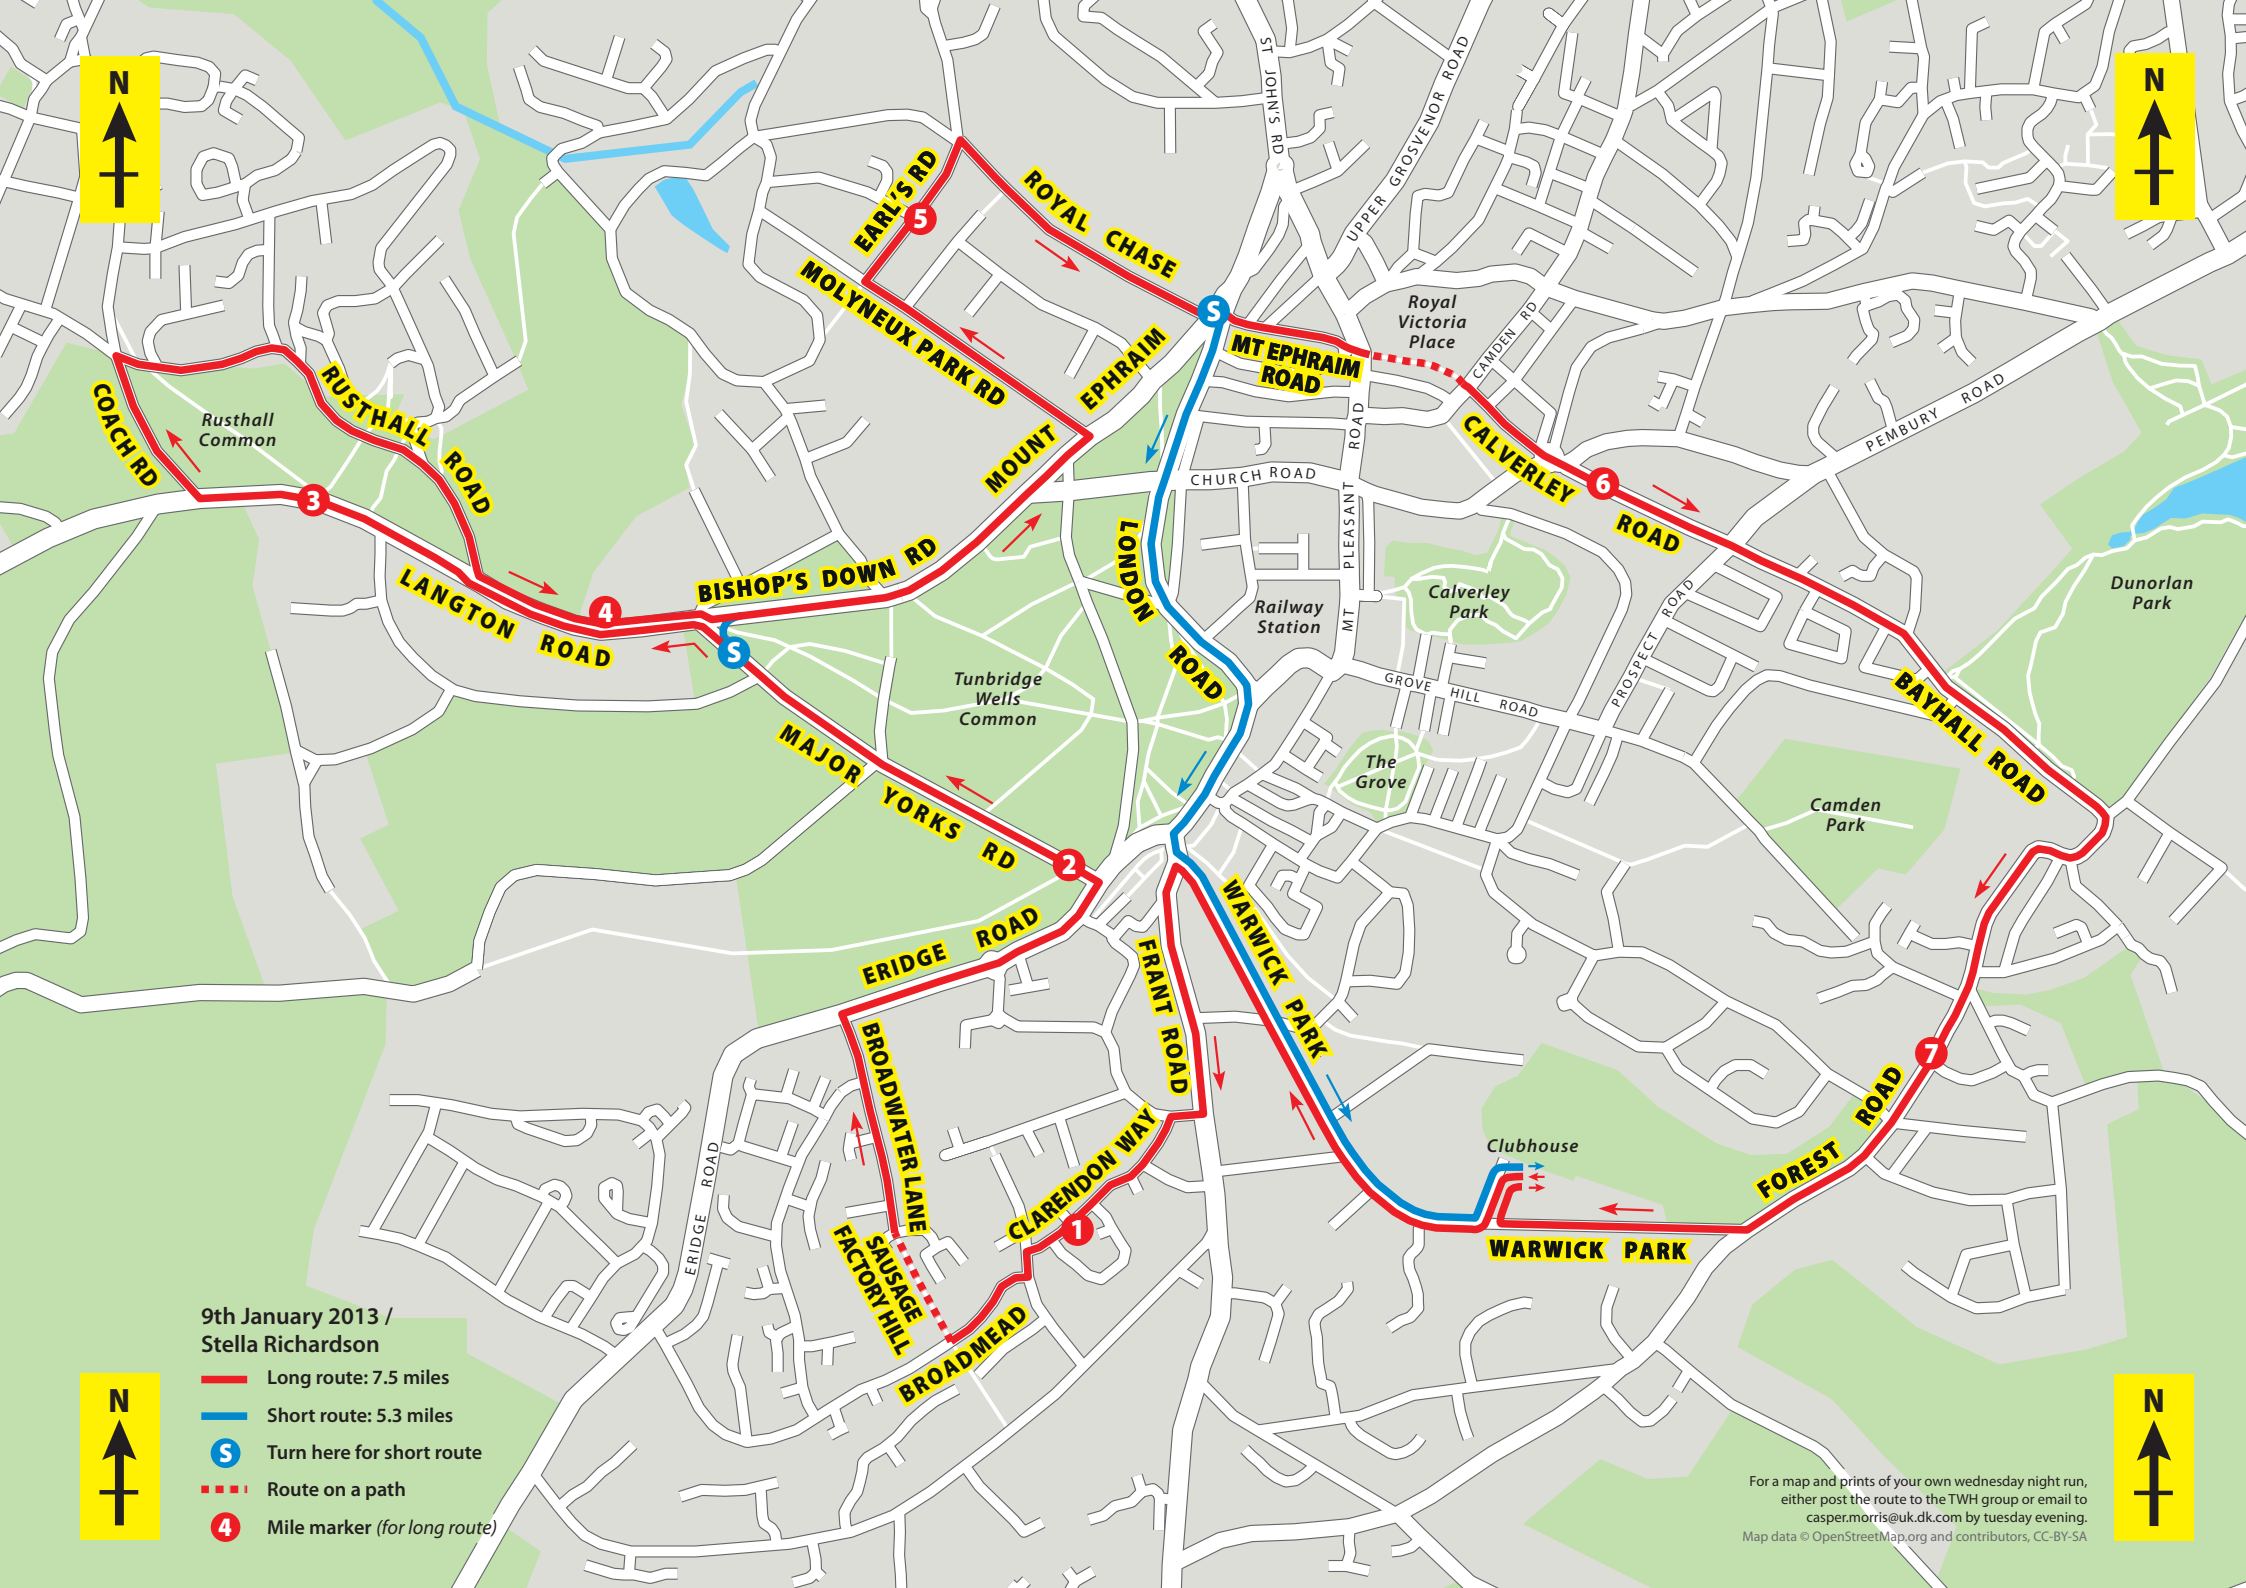 N
N
ST JOHN'S RD
UPPER GROSVENOR ROAD
EARL'S RD
5
ROYAL CHASE
MOLYNEUX PARK RD
S
MT EPHRAIM
ROAD
Royal
Victoria
Place
CAMDEN RD
MOUNT EPHRAIM
COACH RD
Rusthall
Common
RUSTHALL ROAD
PEMBURY ROAD
CALVERLEY ROAD
6
CHURCH ROAD
MT PLEASANT ROAD
3
LANGTON ROAD
4
BISHOP'S DOWN RD
S
LONDON ROAD
Railway
Station
Calverley
Park
Dunorlan
Park
PROSPECT ROAD
GROVE HILL ROAD
Tunbridge
Wells
Common
MAJOR YORKS RD
2
The
Grove
Camden
Park
BAYHALL ROAD
ERIDGE ROAD
WARWICK PARK
FRANT ROAD
BROADWATER LANE
7
FOREST ROAD
Clubhouse
CLARENDON WAY
1
WARWICK PARK
ERIDGE ROAD
SAUSAGE
FACTORY HILL
BROADMEAD
9th January 2013 /
Stella Richardson
Long route: 7.5 miles
Short route: 5.3 miles
S Turn here for short route
Route on a path
4 Mile marker (for long route)
N
N
For a map and prints of your own wednesday night run,
either post the route to the TWH group or email to
casper.morris@uk.dk.com by tuesday evening.
Map data © OpenStreetMap.org and contributors, CC-BY-SA